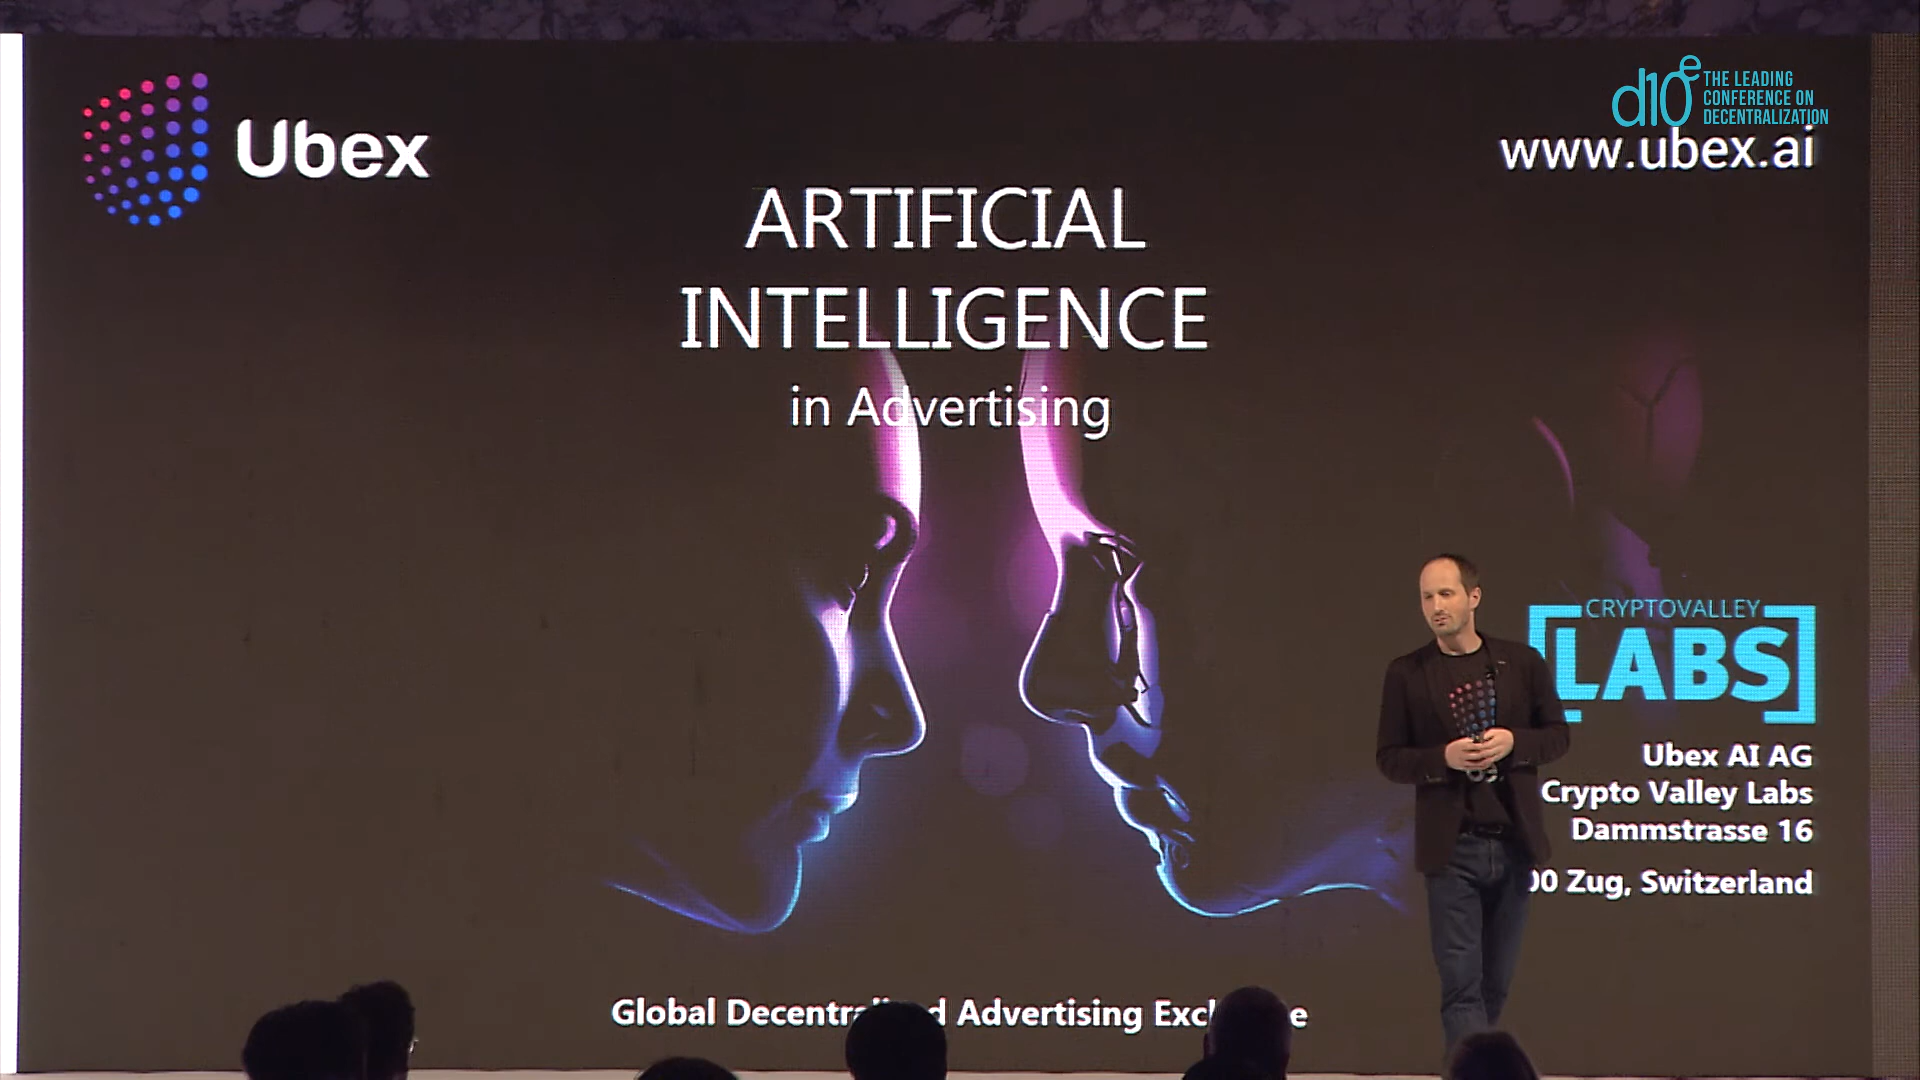 Ubex
d10e THE LEADING
CONFERENCE ON
DECENTRALIZATION
www.ubex.ai
ARTIFICIAL
INTELLIGENCE
in Advertising
CRYPTOVALLEY
LABS
Ubex AI AG
Crypto Valley Labs
Dammstrasse 16
Zug, Switzerland
Global Advertising